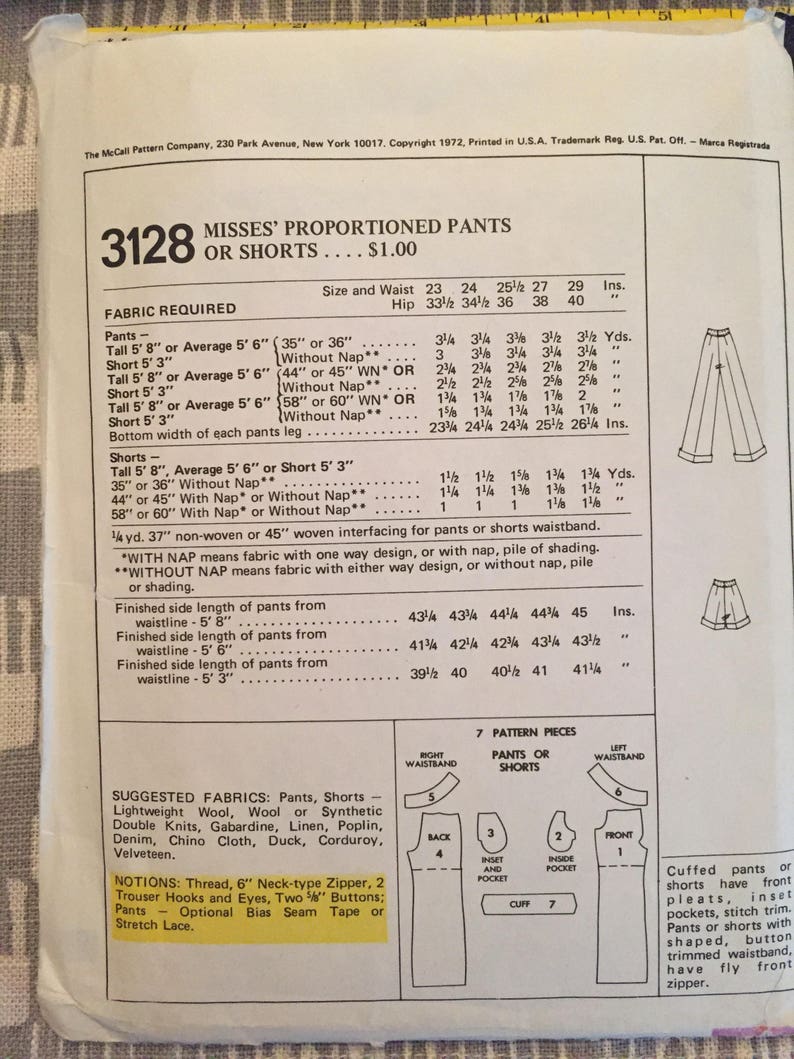 The McCall Pattern Company, 230 Park Avenue, New York 10017. Copyright 1972, Printed in U.S.A. Trademark Reg. U.S. Pat. Off. — Marca Registrada
3128 MISSES' PROPORTIONED PANTS
OR SHORTS . . . . $1.00
Size and Waist 23 24 25½ 27 29 Ins.
FABRIC REQUIRED Hip 33½ 34½ 36 38 40 ″
Pants —
Tall 5′ 8″ or Average 5′ 6″ {35″ or 36″ . . . . . . . 3¼ 3¼ 3⅜ 3½ 3½ Yds.
Short 5′ 3″ {Without Nap** . . . . 3 3⅛ 3¼ 3¼ 3¼ ″
Tall 5′ 8″ or Average 5′ 6″ {44″ or 45″ WN* OR 2¾ 2¾ 2¾ 2⅞ 2⅞ ″
Short 5′ 3″ {Without Nap** . . . . 2½ 2½ 2⅝ 2⅝ 2⅝ ″
Tall 5′ 8″ or Average 5′ 6″ {58″ or 60″ WN* OR 1¾ 1¾ 1⅞ 1⅞ 2 ″
Short 5′ 3″ {Without Nap** . . . . 1⅝ 1¾ 1¾ 1¾ 1⅞ ″
Bottom width of each pants leg . . . . . . . . . . . . . . 23¾ 24¼ 24¾ 25½ 26¼ Ins.
Shorts —
Tall 5′ 8″, Average 5′ 6″ or Short 5′ 3″
35″ or 36″ Without Nap** . . . . . . . . . . . . . . . . . 1½ 1½ 1⅝ 1¾ 1¾ Yds.
44″ or 45″ With Nap* or Without Nap** . . . . . . 1¼ 1¼ 1⅜ 1⅜ 1½ ″
58″ or 60″ With Nap* or Without Nap** . . . . . . 1 1 1 1⅛ 1⅛ ″
¼ yd. 37″ non-woven or 45″ woven interfacing for pants or shorts waistband.
*WITH NAP means fabric with one way design, or with nap, pile of shading.
**WITHOUT NAP means fabric with either way design, or without nap, pile
or shading.
Finished side length of pants from
waistline - 5′ 8″ . . . . . . . . . . . . . . . . . . . . 43¼ 43¾ 44¼ 44¾ 45 Ins.
Finished side length of pants from
waistline - 5′ 6″ . . . . . . . . . . . . . . . . . . . . 41¾ 42¼ 42¾ 43¼ 43½ ″
Finished side length of pants from
waistline - 5′ 3″ . . . . . . . . . . . . . . . . . . . . 39½ 40 40½ 41 41¼ ″
SUGGESTED FABRICS: Pants, Shorts —
Lightweight Wool, Wool or Synthetic
Double Knits, Gabardine, Linen, Poplin,
Denim, Chino Cloth, Duck, Corduroy,
Velveteen.
NOTIONS: Thread, 6″ Neck-type Zipper, 2
Trouser Hooks and Eyes, Two ⅝″ Buttons;
Pants — Optional Bias Seam Tape or
Stretch Lace.
7 PATTERN PIECES
PANTS OR
SHORTS
RIGHT
WAISTBAND
5
LEFT
WAISTBAND
6
BACK
4
3
INSET
AND
POCKET
2
INSIDE
POCKET
FRONT
1
CUFF 7
Cuffed pants or
shorts have front
pleats, inset
pockets, stitch trim.
Pants or shorts with
shaped, button
trimmed waistband,
have fly front
zipper.